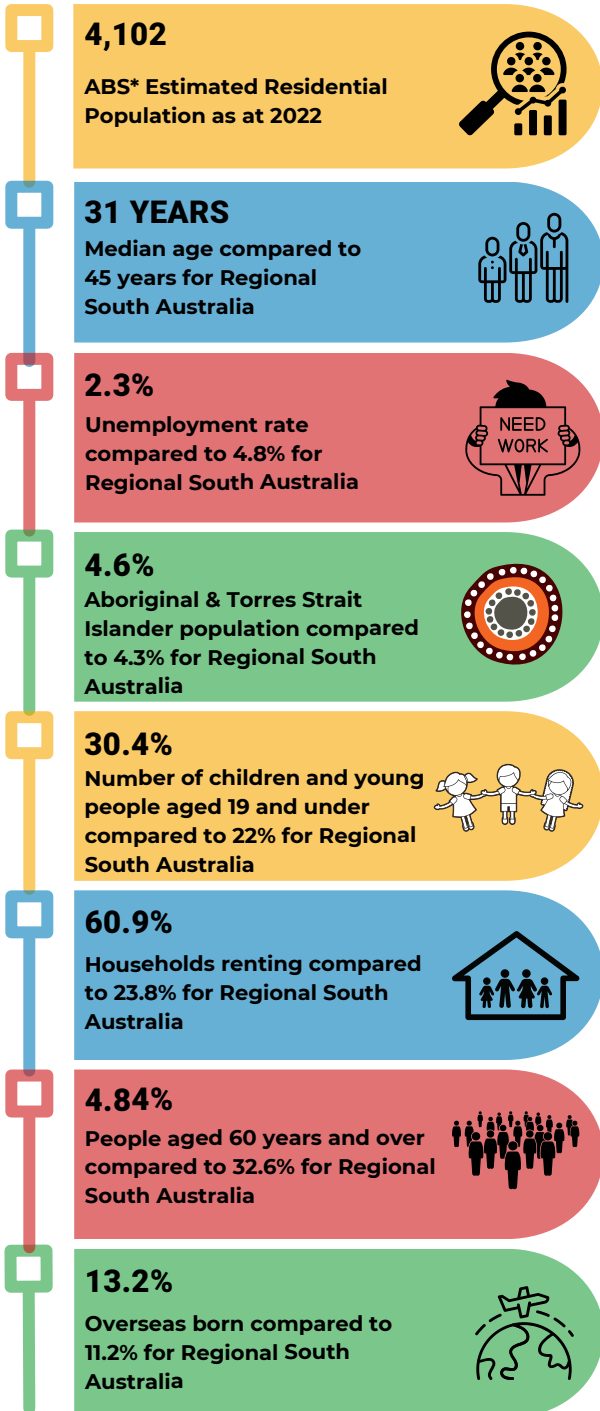 4,102
ABS* Estimated Residential
Population as at 2022
31 YEARS
Median age compared to
45 years for Regional
South Australia
2.3%
Unemployment rate
compared to 4.8% for
Regional South Australia
NEED
WORK
4.6%
Aboriginal & Torres Strait
Islander population compared
to 4.3% for Regional South
Australia
30.4%
Number of children and young
people aged 19 and under
compared to 22% for Regional
South Australia
60.9%
Households renting compared
to 23.8% for Regional South
Australia
4.84%
People aged 60 years and over
compared to 32.6% for Regional
South Australia
13.2%
Overseas born compared to
11.2% for Regional South
Australia